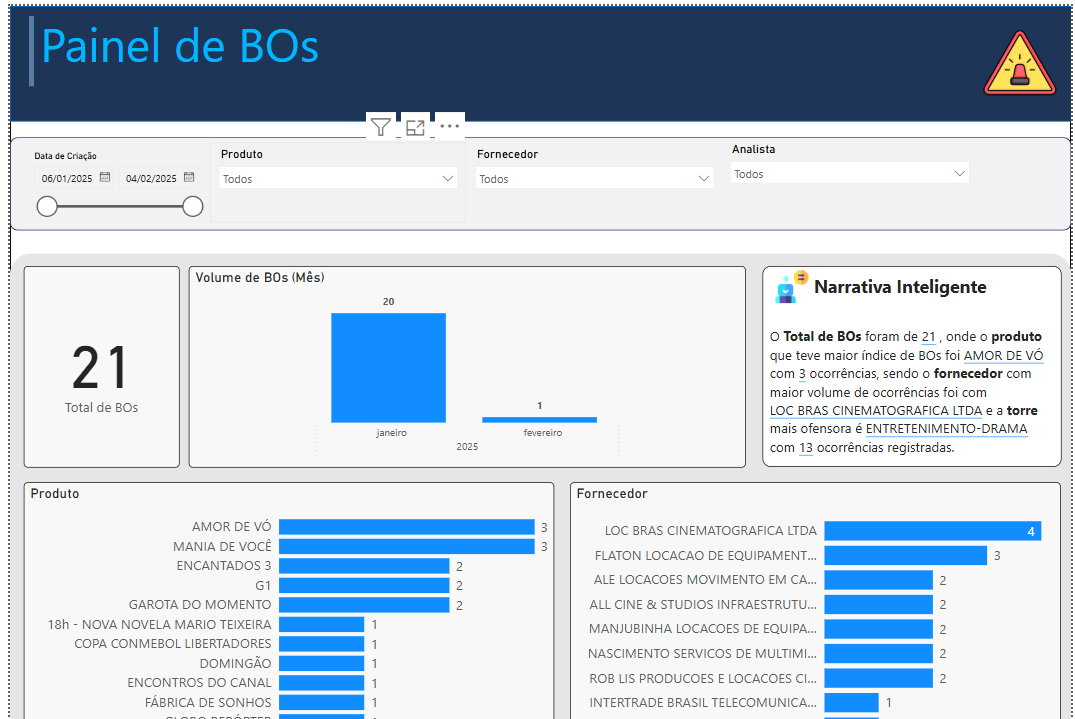 Painel de BOs
Data de Criação
06/01/2025 04/02/2025
Produto
Todos
Fornecedor
Todos
Analista
Todos
21
Total de BOs
Volume de BOs (Mês)
20
1
janeiro fevereiro
2025
Narrativa Inteligente
O Total de BOs foram de 21 , onde o produto
que teve maior índice de BOs foi AMOR DE VÓ
com 3 ocorrências, sendo o fornecedor com
maior volume de ocorrências foi com
LOC BRAS CINEMATOGRAFICA LTDA e a torre
mais ofensora é ENTRETENIMENTO-DRAMA
com 13 ocorrências registradas.
Produto
AMOR DE VÓ 3
MANIA DE VOCÊ 3
ENCANTADOS 3 2
G1 2
GAROTA DO MOMENTO 2
18h - NOVA NOVELA MARIO TEIXEIRA 1
COPA CONMEBOL LIBERTADORES 1
DOMINGÃO 1
ENCONTROS DO CANAL 1
FÁBRICA DE SONHOS 1
GLOBO REPÓRTER 1
Fornecedor
LOC BRAS CINEMATOGRAFICA LTDA 4
FLATON LOCACAO DE EQUIPAMENT... 3
ALE LOCACOES MOVIMENTO EM CA... 2
ALL CINE & STUDIOS INFRAESTRUTU... 2
MANJUBINHA LOCACOES DE EQUIPA... 2
NASCIMENTO SERVICOS DE MULTIMI... 2
ROB LIS PRODUCOES E LOCACOES CI... 2
INTERTRADE BRASIL TELECOMUNICA... 1